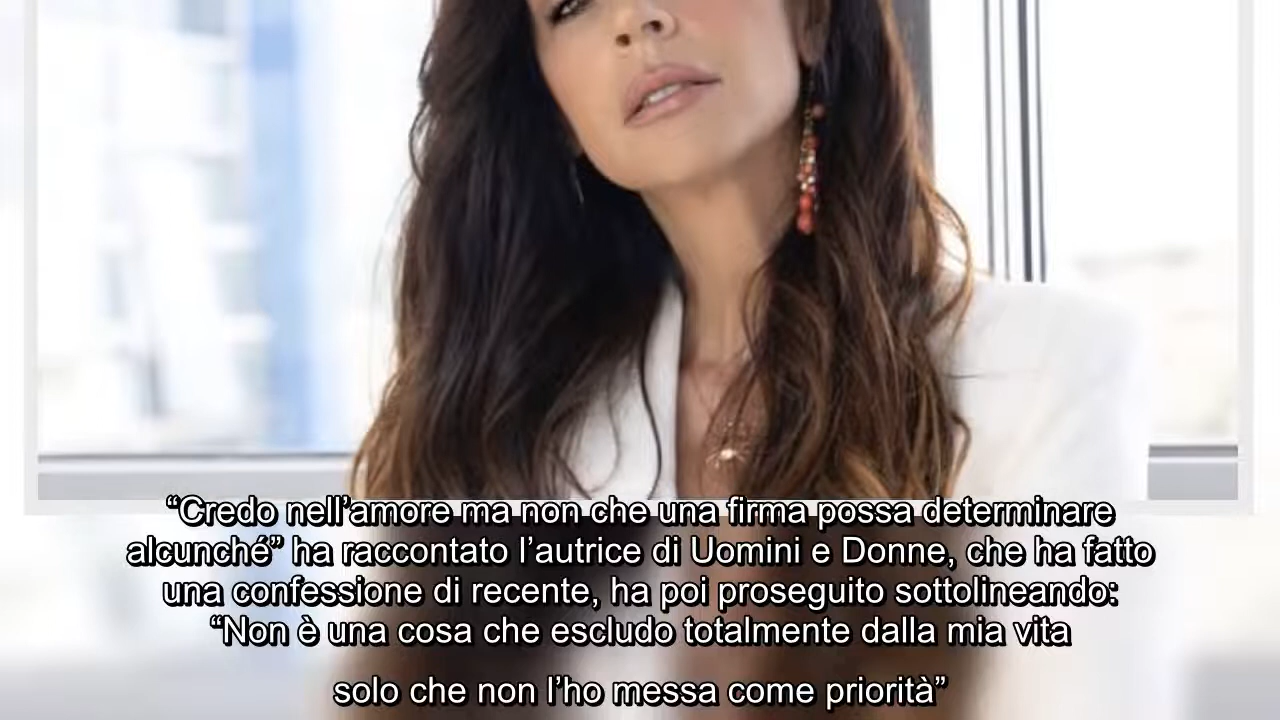 “Credo nell’amore ma non che una firma possa determinare
alcunché” ha raccontato l’autrice di Uomini e Donne, che ha fatto
una confessione di recente, ha poi proseguito sottolineando:
“Non è una cosa che escludo totalmente dalla mia vita
solo che non l’ho messa come priorità”